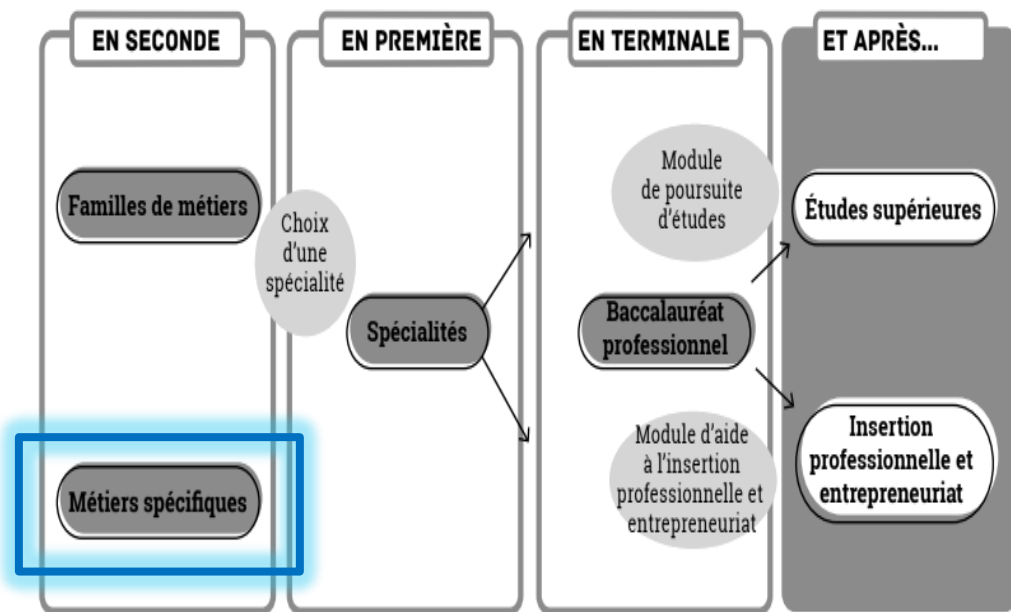 EN SECONDE
EN PREMIÈRE
EN TERMINALE
ET APRÈS...
Familles de métiers
Choix
d'une
spécialité
Métiers spécifiques
Spécialités
Module
de poursuite
d'études
Baccalauréat
professionnel
Module d'aide
à l'insertion
professionnelle et
entrepreneuriat
Études supérieures
Insertion
professionnelle et
entrepreneuriat